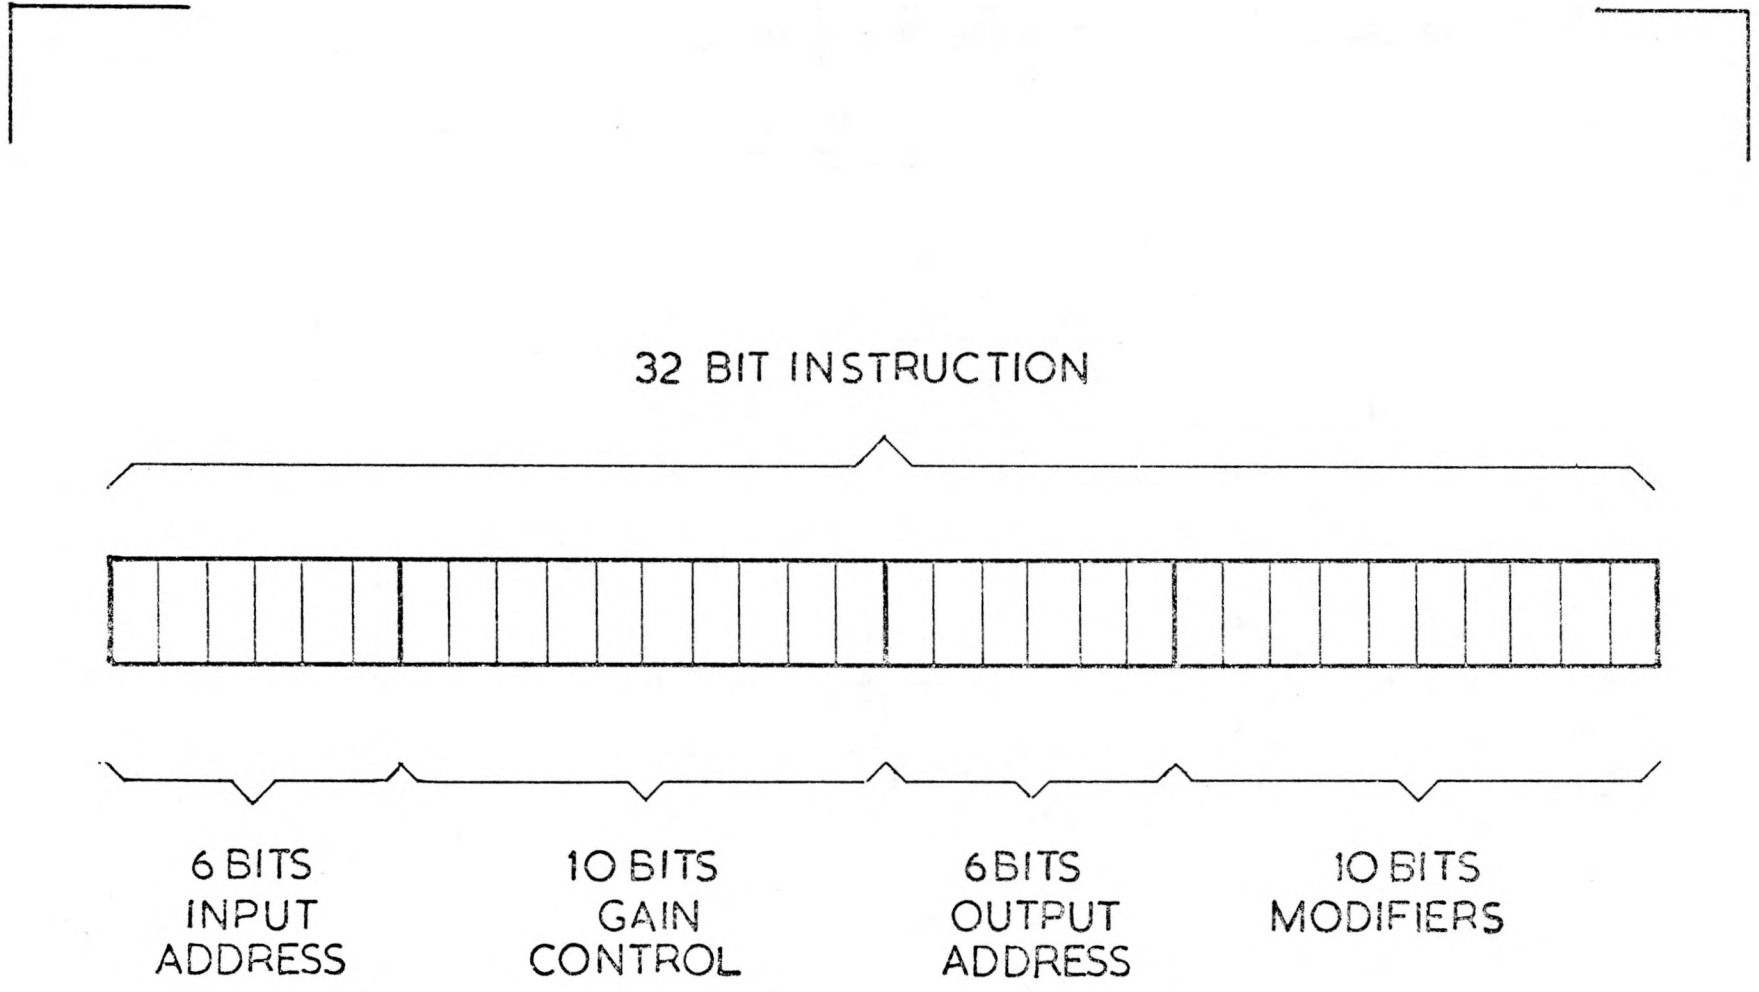 32 BIT INSTRUCTION
6 BITS
INPUT
ADDRESS
10 BITS
GAIN
CONTROL
6 BITS
OUTPUT
ADDRESS
10 BITS
MODIFIERS